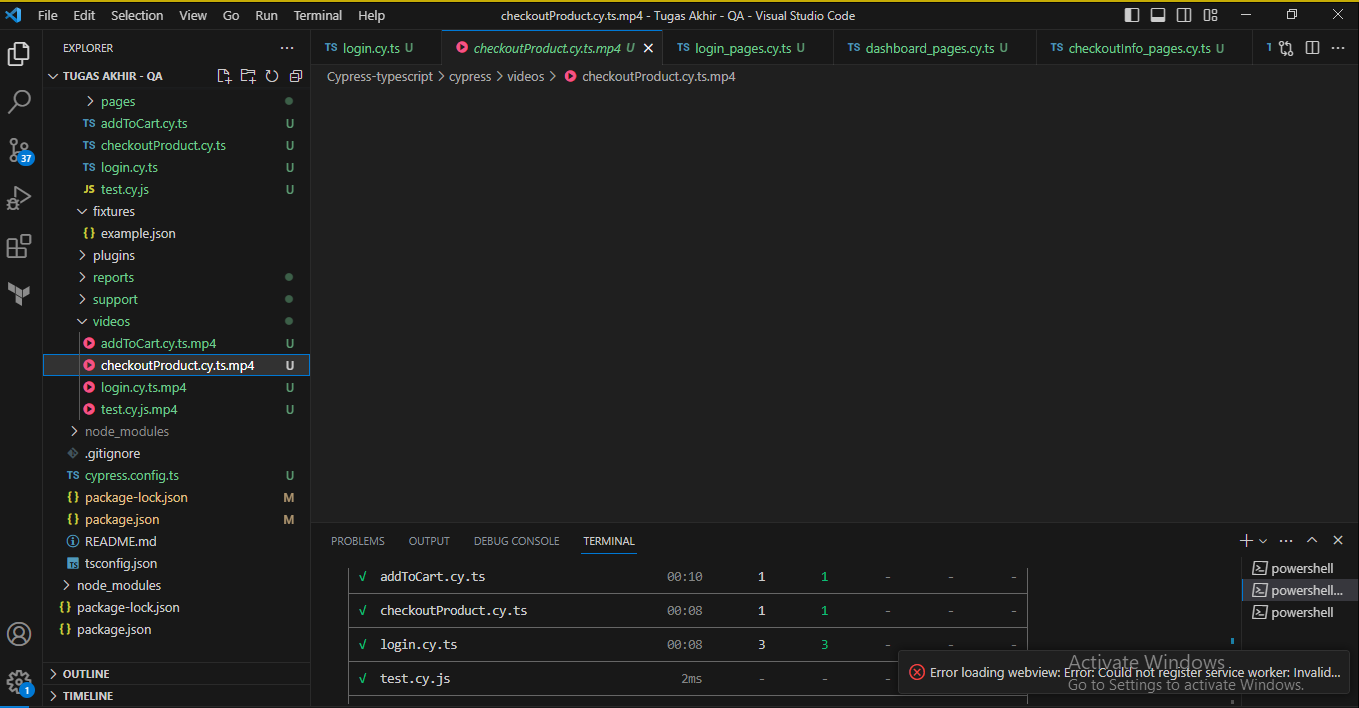 File Edit Selection View Go Run Terminal Help
checkoutProduct.cy.ts.mp4 - Tugas Akhir - QA - Visual Studio Code
EXPLORER
TUGAS AKHIR - QA
pages
TS addToCart.cy.ts U
TS checkoutProduct.cy.ts U
TS login.cy.ts U
JS test.cy.js U
fixtures
{} example.json
plugins
reports
support
videos
addToCart.cy.ts.mp4 U
checkoutProduct.cy.ts.mp4 U
login.cy.ts.mp4 U
test.cy.js.mp4 U
node_modules
.gitignore
TS cypress.config.ts U
{} package-lock.json M
{} package.json M
README.md
TS tsconfig.json
node_modules
{} package-lock.json
{} package.json
OUTLINE
TIMELINE
37
1
TS login.cy.ts U
checkoutProduct.cy.ts.mp4 U
TS login_pages.cy.ts U
TS dashboard_pages.cy.ts U
TS checkoutInfo_pages.cy.ts U
1
Cypress-typescript > cypress > videos > checkoutProduct.cy.ts.mp4
PROBLEMS OUTPUT DEBUG CONSOLE TERMINAL
√ addToCart.cy.ts 00:10 1 1 - - -
√ checkoutProduct.cy.ts 00:08 1 1 - - -
√ login.cy.ts 00:08 3 3 - - -
√ test.cy.js 2ms - - -
powershell
powershell...
powershell
Error loading webview: Error: Could not register service worker: Invalid...
Activate Windows
Go to Settings to activate Windows.